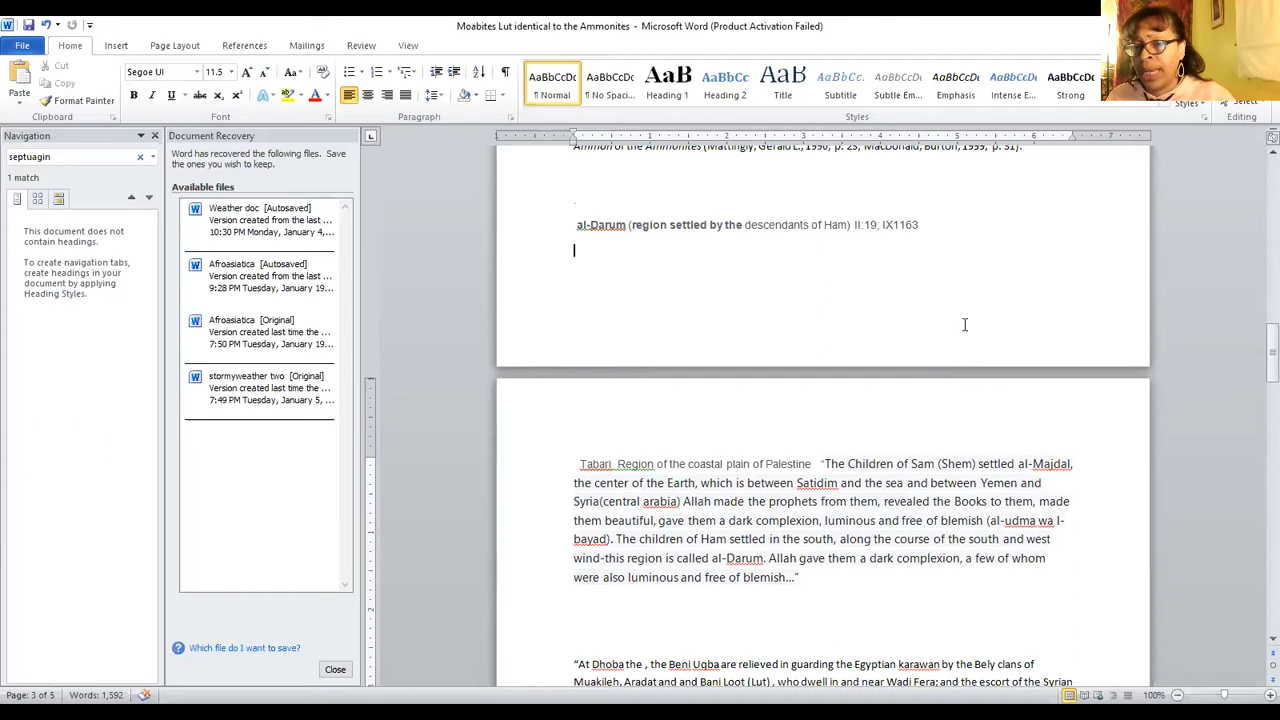 Moabites Lut identical to the Ammonites - Microsoft Word (Product Activation Failed)
File Home Insert Page Layout References Mailings Review View
Cut
Copy
Format Painter
Paste
Clipboard
Segoe UI 11.5
Font
Paragraph
AaBbCcDc AaBbCcDc AaB AaBbCc AaB AaBbCcDc AaBbCcDc AaBbCcDc AaBbCcDc AaBbCcDc
¶ Normal ¶ No Spaci... Heading 1 Heading 2 Title Subtitle Subtle Em... Emphasis Intense E... Strong
Styles
Editing
Navigation
septuagin
1 match
This document does not
contain headings.
To create navigation tabs,
create headings in your
document by applying
Heading Styles.
Document Recovery
Word has recovered the following files. Save
the ones you wish to keep.
Available files
Weather doc [Autosaved]
Version created from the last ...
10:30 PM Monday, January 4,...
Afroasiatica [Autosaved]
Version created from the last ...
9:28 PM Tuesday, January 19...
Afroasiatica [Original]
Version created last time the ...
7:50 PM Tuesday, January 19...
stormyweather two [Original]
Version created last time the ...
7:49 PM Tuesday, January 5, ...
Which file do I want to save?
Close
Ammon of the Ammonites (Mattingly, Gerald L., 1996, p. 25; MacDonald, Burton, 1999, p. 31).
al-Darum (region settled by the descendants of Ham) II:19; IX1163
Tabari Region of the coastal plain of Palestine "The Children of Sam (Shem) settled al-Majdal,
the center of the Earth, which is between Satidim and the sea and between Yemen and
Syria(central arabia) Allah made the prophets from them, revealed the Books to them, made
them beautiful, gave them a dark complexion, luminous and free of blemish (al-udma wa l-
bayad). The children of Ham settled in the south, along the course of the south and west
wind-this region is called al-Darum. Allah gave them a dark complexion, a few of whom
were also luminous and free of blemish…"
"At Dhoba the , the Beni Uqba are relieved in guarding the Egyptian karawan by the Bely clans of
Muakileh, Aradat and and Bani Loot (Lut) , who dwell in and near Wadi Fera; and the escort of the Syrian
Page: 3 of 5 Words: 1,592 100%